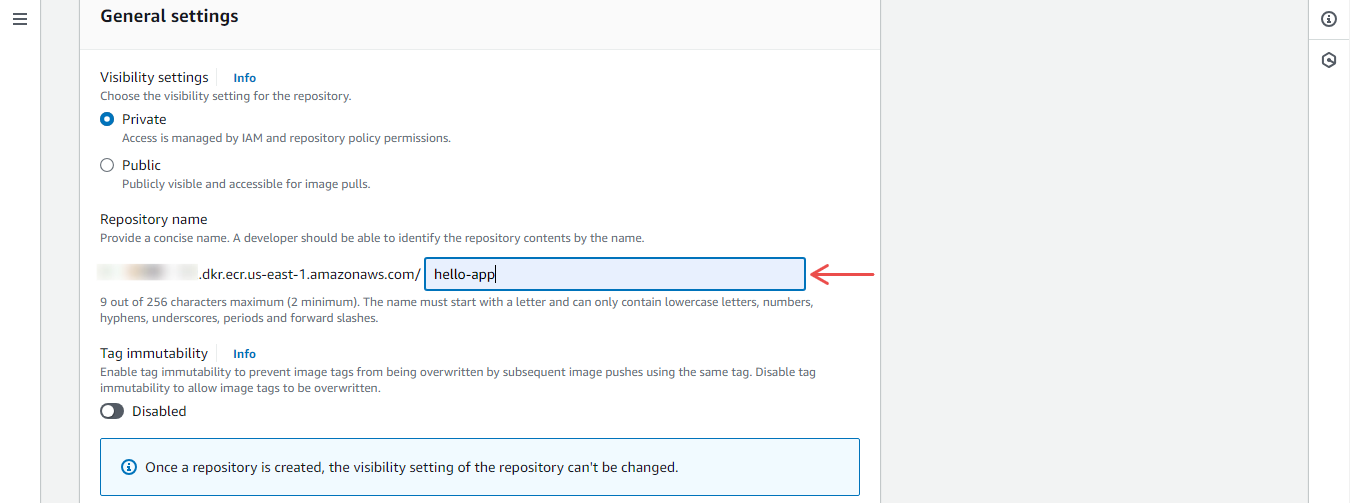 General settings
Visibility settings Info
Choose the visibility setting for the repository.
Private
Access is managed by IAM and repository policy permissions.
Public
Publicly visible and accessible for image pulls.
Repository name
Provide a concise name. A developer should be able to identify the repository contents by the name.
.dkr.ecr.us-east-1.amazonaws.com/ hello-app
9 out of 256 characters maximum (2 minimum). The name must start with a letter and can only contain lowercase letters, numbers,
hyphens, underscores, periods and forward slashes.
Tag immutability Info
Enable tag immutability to prevent image tags from being overwritten by subsequent image pushes using the same tag. Disable tag
immutability to allow image tags to be overwritten.
Disabled
Once a repository is created, the visibility setting of the repository can't be changed.